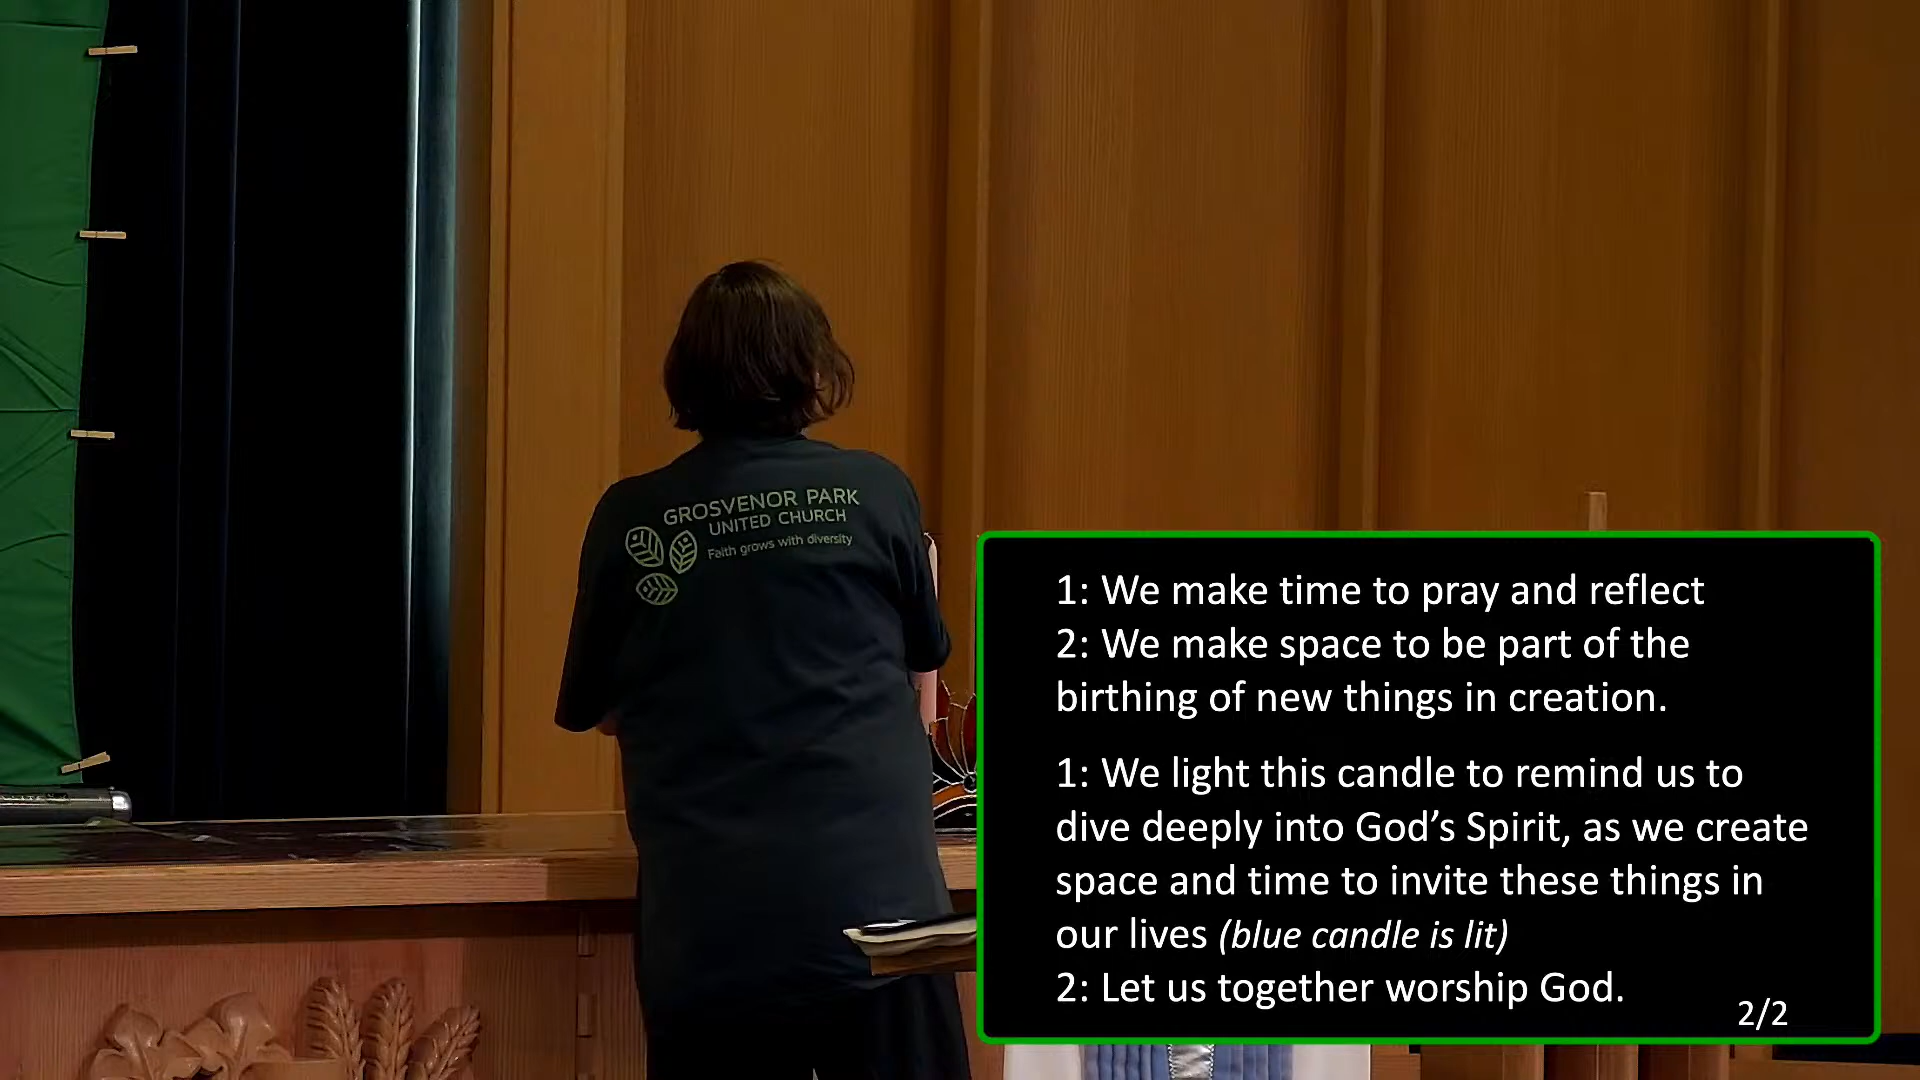 GROSVENOR PARK
UNITED CHURCH
Faith grows with diversity
1: We make time to pray and reflect
2: We make space to be part of the
birthing of new things in creation.
1: We light this candle to remind us to
dive deeply into God’s Spirit, as we create
space and time to invite these things in
our lives (blue candle is lit)
2: Let us together worship God.
2/2